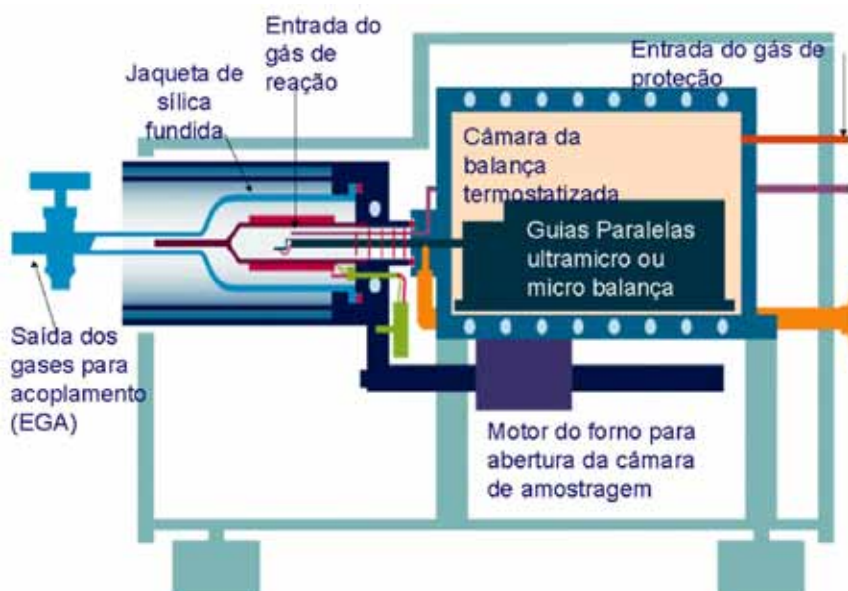 Entrada do
gás de
reação
Jaqueta de
sílica
fundida
Entrada do gás de
proteção
Câmara da
balança
termostatizada
Guias Paralelas
ultramicro ou
micro balança
Saída dos
gases para
acoplamento
(EGA)
Motor do forno para
abertura da câmara
de amostragem